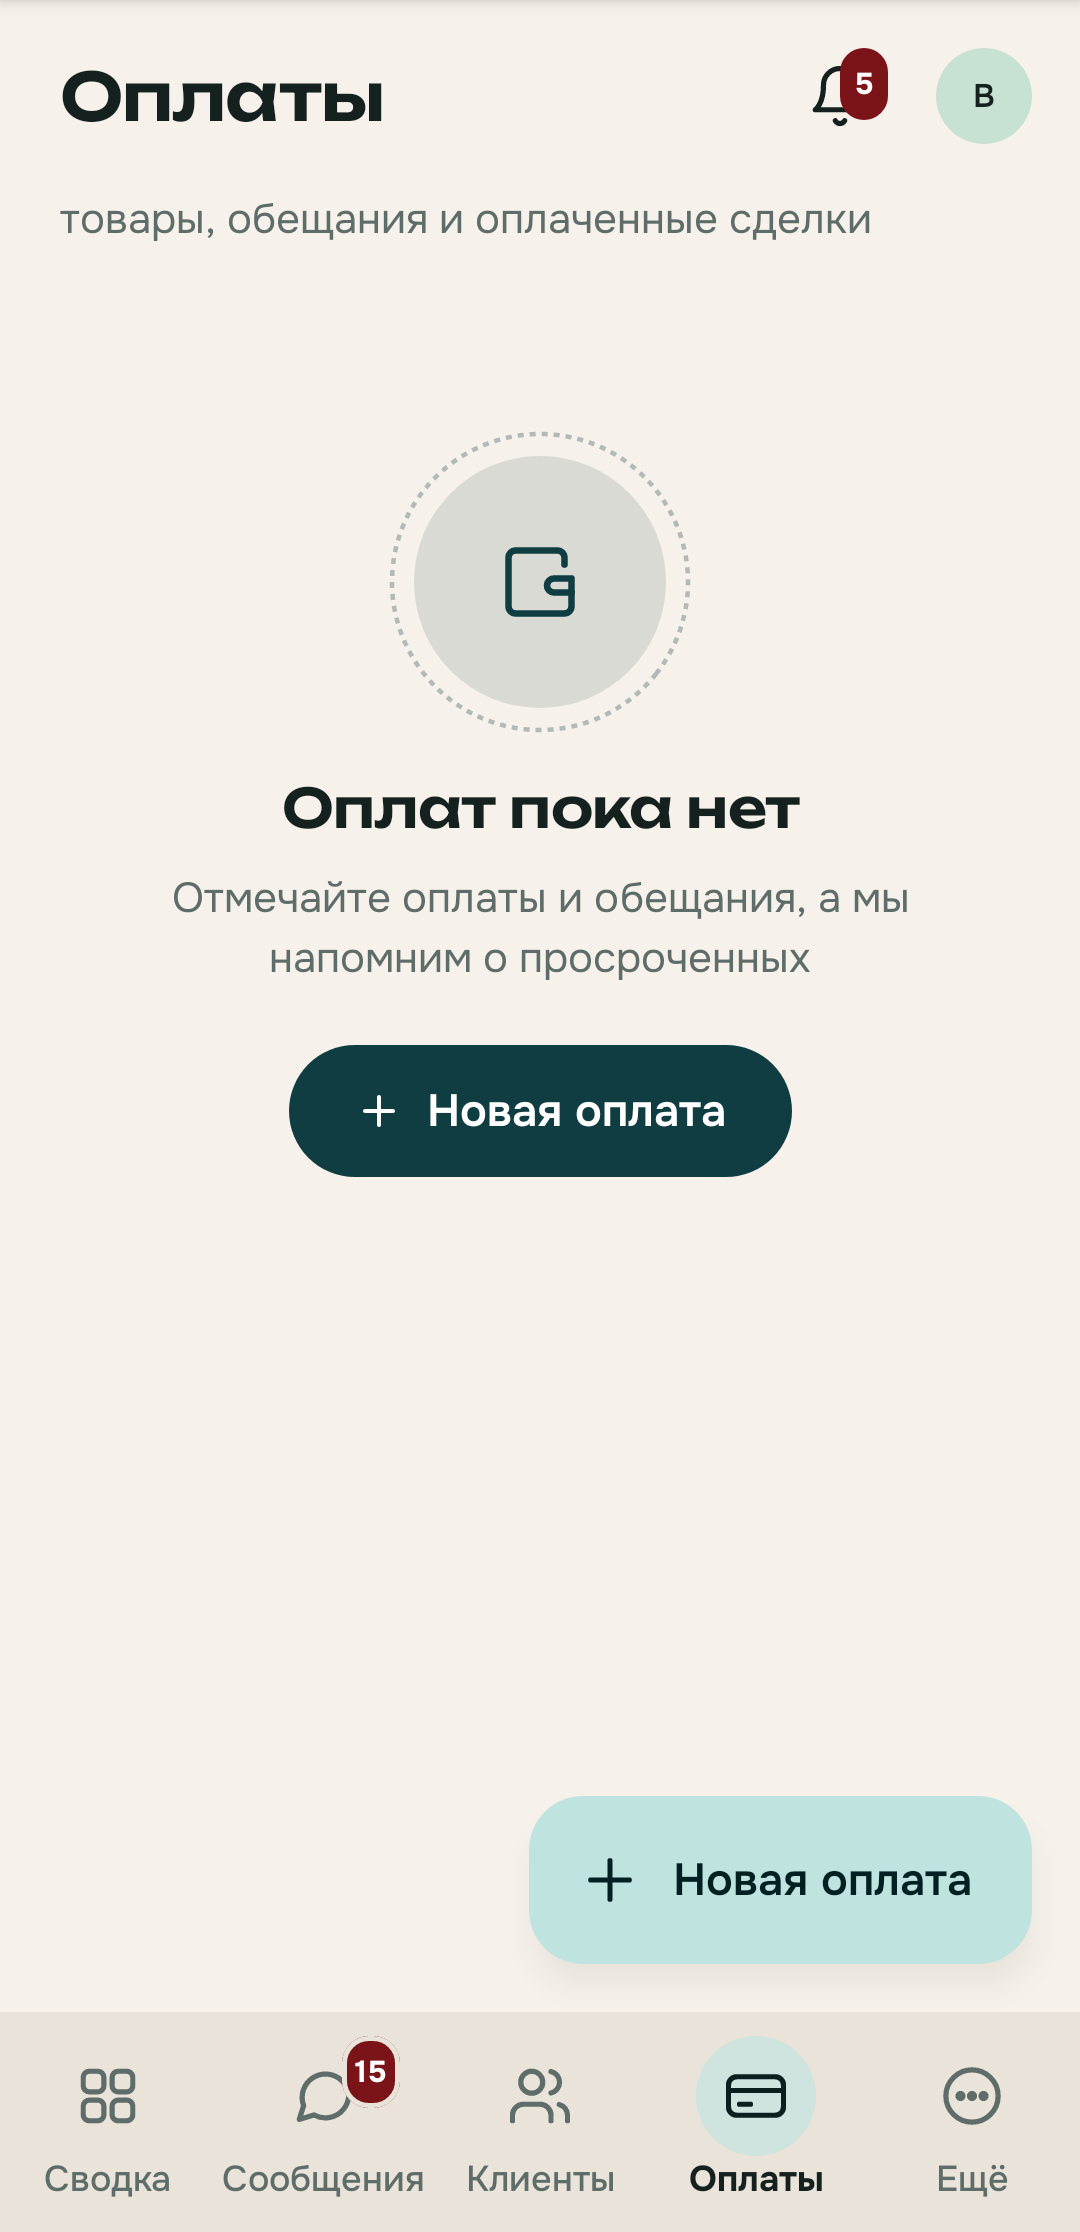 Оплаты
5
В
товары, обещания и оплаченные сделки
Оплат пока нет
Отмечайте оплаты и обещания, а мы
напомним о просроченных
Новая оплата
Новая оплата
15
Сводка
Сообщения
Клиенты
Оплаты
Ещё